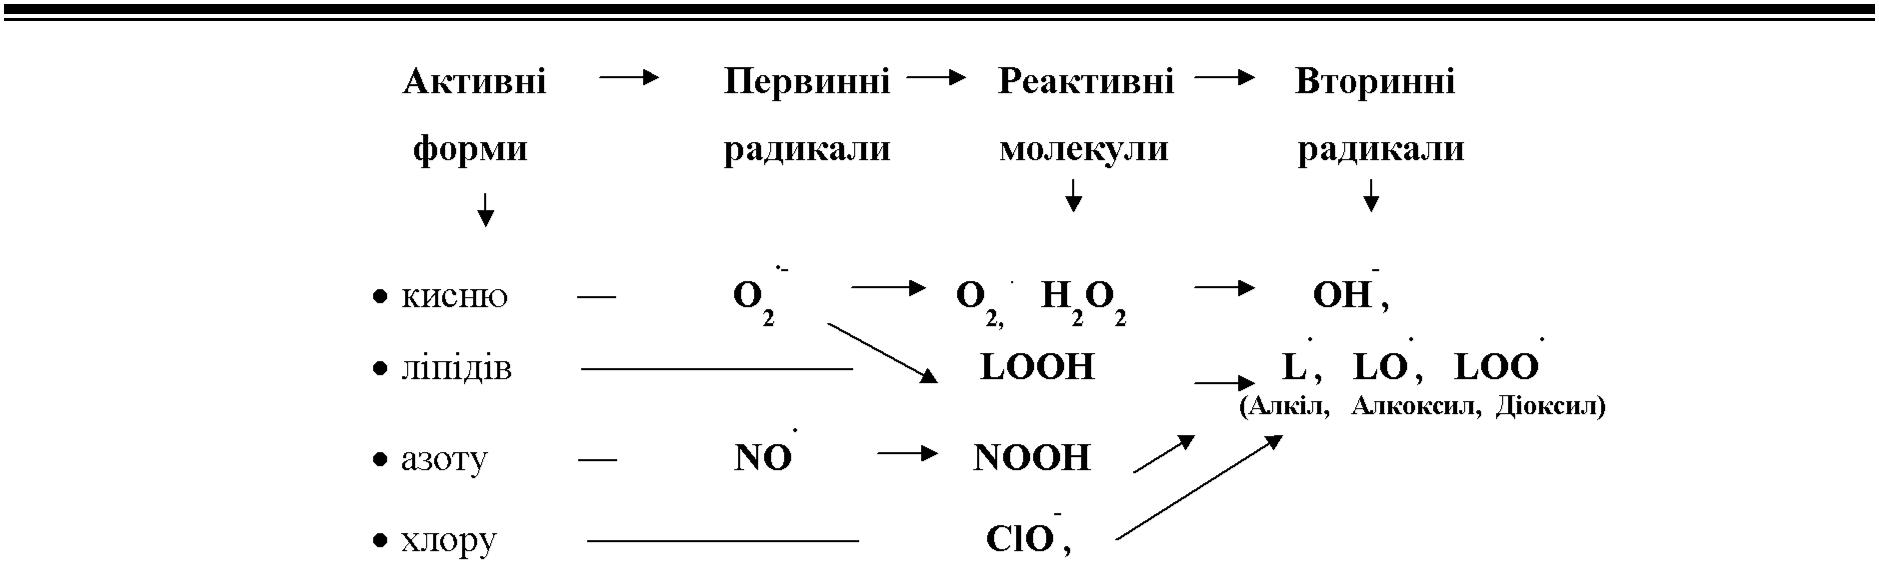 Активні → Первинні → Реактивні → Вторинні
форми радикали молекули радикали
• кисню — O₂˙⁻ → O₂,˙ H₂O₂ → OH⁻,
• ліпідів — LOOH → L˙, LO˙, LOO˙
(Алкіл, Алкоксил, Діоксил)
• азоту — NO˙ → NOOH
• хлору — ClO⁻,